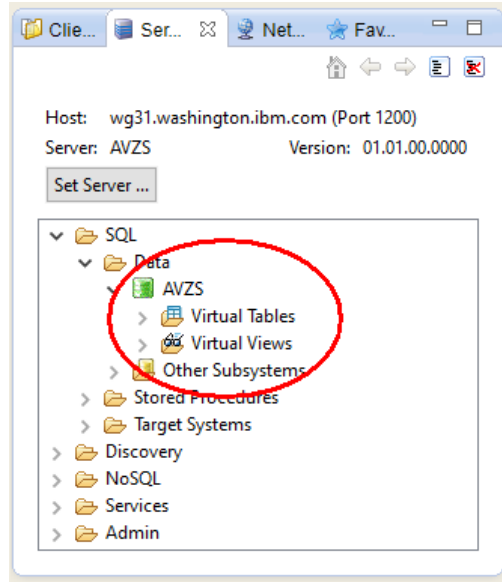 Clie... Ser... Net... Fav...
Host: wg31.washington.ibm.com (Port 1200)
Server: AVZS Version: 01.01.00.0000
Set Server ...
SQL
Data
AVZS
Virtual Tables
Virtual Views
Other Subsystems
Stored Procedures
Target Systems
Discovery
NoSQL
Services
Admin